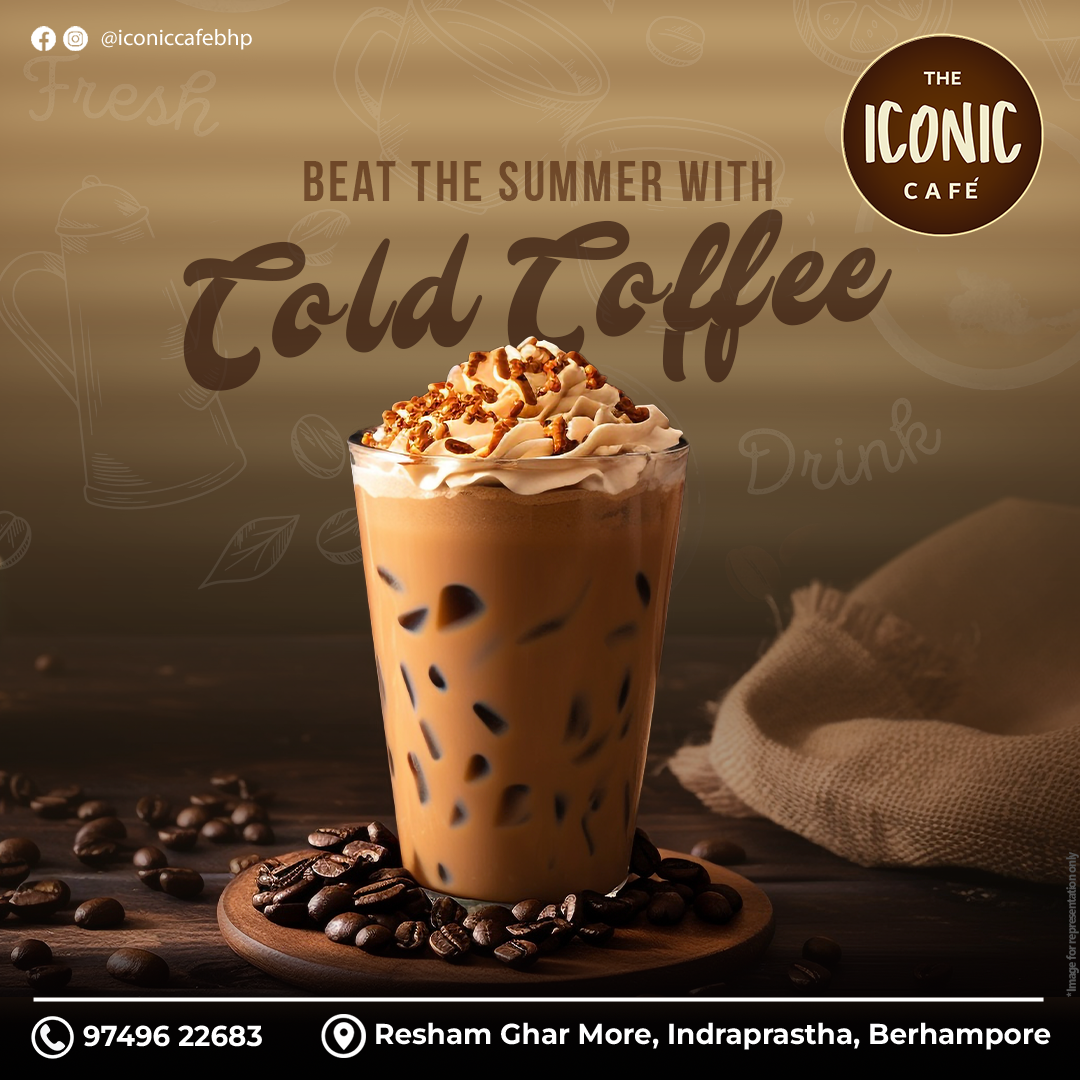 @iconiccafebhp
THE
ICONIC
CAFÉ
Fresh
BEAT THE SUMMER WITH
Cold Coffee
Drink
*Image for representation only
97496 22683
Resham Ghar More, Indraprastha, Berhampore